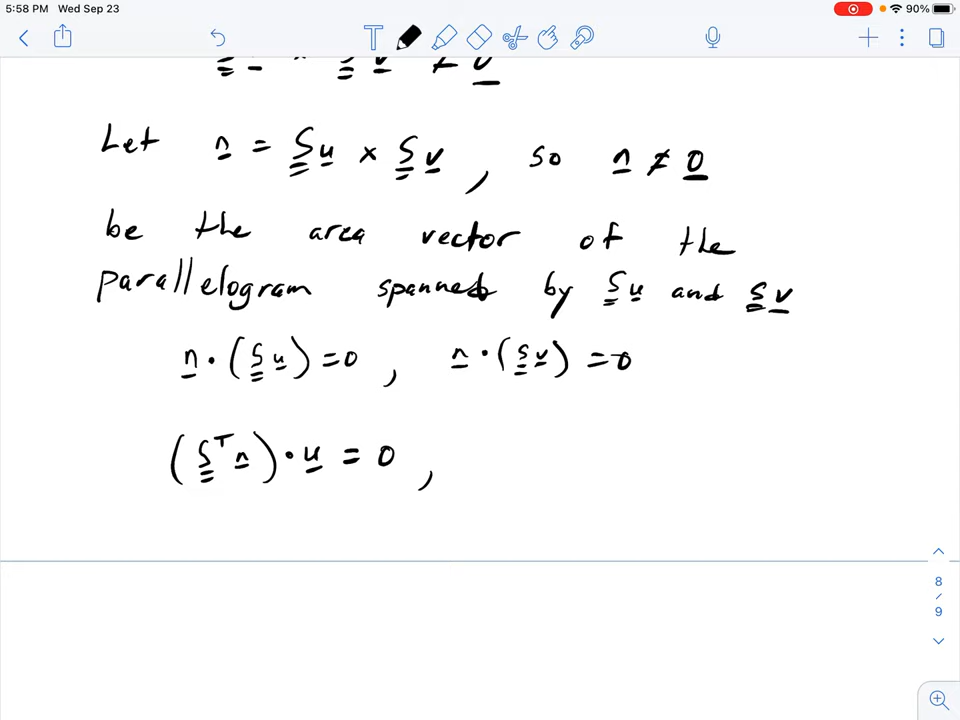 5:58 PM Wed Sep 23
90%
Let n = S u × S v , so n ≠ 0
be the area vector of the
parallelogram spanned by S u and S v
n · ( S u ) = 0 , n · ( S v ) = 0
( S^T n ) · u = 0 ,
8
/
9